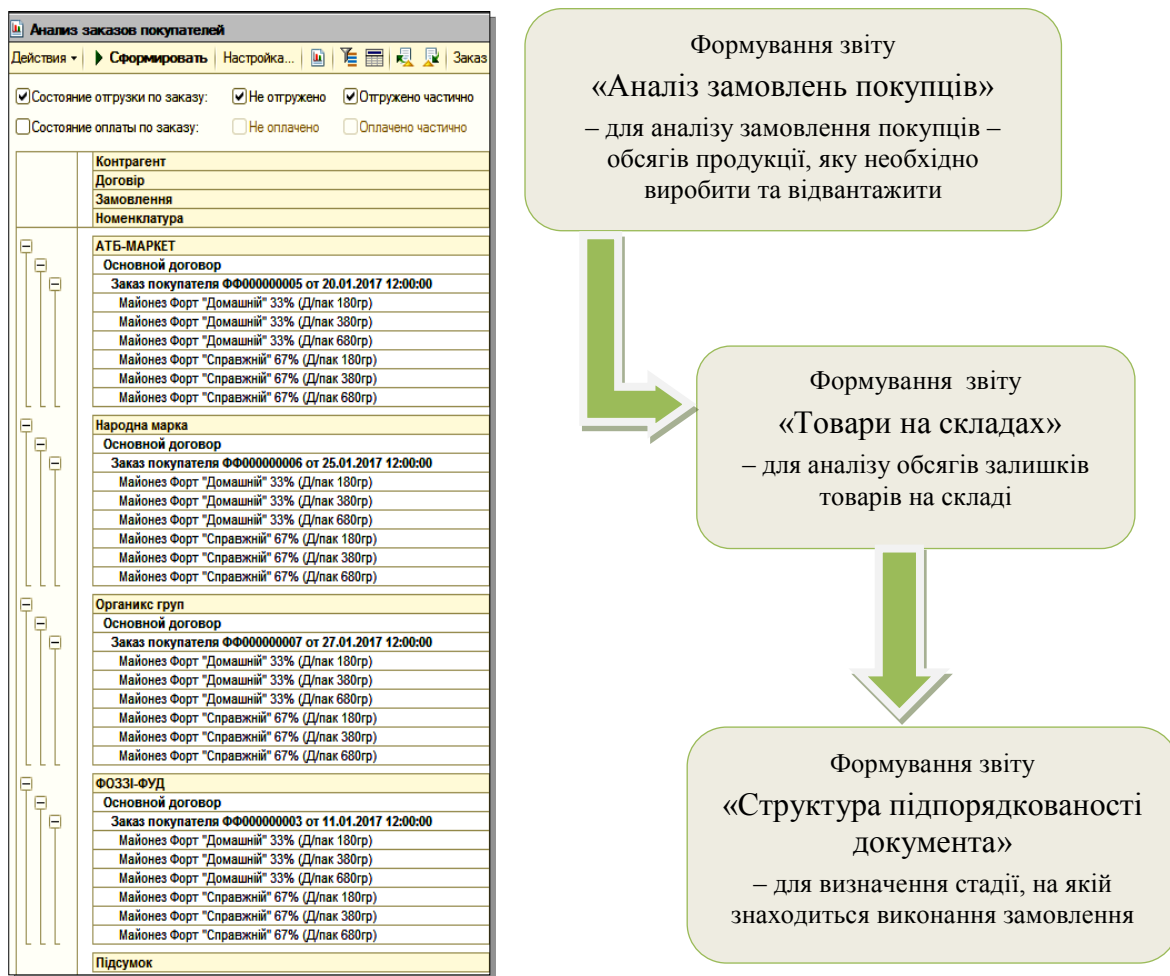 Анализ заказов покупателей
Действия Сформировать Настройка... Заказ
Состояние отгрузки по заказу: Не отгружено Отгружено частично
Состояние оплаты по заказу: Не оплачено Оплачено частично
Контрагент
Договір
Замовлення
Номенклатура
АТБ-МАРКЕТ
Основной договор
Заказ покупателя ФФ000000005 от 20.01.2017 12:00:00
Майонез Форт "Домашній" 33% (Д/пак 180гр)
Майонез Форт "Домашній" 33% (Д/пак 380гр)
Майонез Форт "Домашній" 33% (Д/пак 680гр)
Майонез Форт "Справжній" 67% (Д/пак 180гр)
Майонез Форт "Справжній" 67% (Д/пак 380гр)
Майонез Форт "Справжній" 67% (Д/пак 680гр)
Народна марка
Основной договор
Заказ покупателя ФФ000000006 от 25.01.2017 12:00:00
Майонез Форт "Домашній" 33% (Д/пак 180гр)
Майонез Форт "Домашній" 33% (Д/пак 380гр)
Майонез Форт "Домашній" 33% (Д/пак 680гр)
Майонез Форт "Справжній" 67% (Д/пак 180гр)
Майонез Форт "Справжній" 67% (Д/пак 380гр)
Майонез Форт "Справжній" 67% (Д/пак 680гр)
Органикс груп
Основной договор
Заказ покупателя ФФ000000007 от 27.01.2017 12:00:00
Майонез Форт "Домашній" 33% (Д/пак 180гр)
Майонез Форт "Домашній" 33% (Д/пак 380гр)
Майонез Форт "Домашній" 33% (Д/пак 680гр)
Майонез Форт "Справжній" 67% (Д/пак 180гр)
Майонез Форт "Справжній" 67% (Д/пак 380гр)
Майонез Форт "Справжній" 67% (Д/пак 680гр)
ФОЗЗІ-ФУД
Основной договор
Заказ покупателя ФФ000000003 от 11.01.2017 12:00:00
Майонез Форт "Домашній" 33% (Д/пак 180гр)
Майонез Форт "Домашній" 33% (Д/пак 380гр)
Майонез Форт "Домашній" 33% (Д/пак 680гр)
Майонез Форт "Справжній" 67% (Д/пак 180гр)
Майонез Форт "Справжній" 67% (Д/пак 380гр)
Майонез Форт "Справжній" 67% (Д/пак 680гр)
Підсумок
Формування звіту
«Аналіз замовлень покупців»
– для аналізу замовлення покупців –
обсягів продукції, яку необхідно
виробити та відвантажити
Формування звіту
«Товари на складах»
– для аналізу обсягів залишків
товарів на складі
Формування звіту
«Структура підпорядкованості
документа»
– для визначення стадії, на якій
знаходиться виконання замовлення